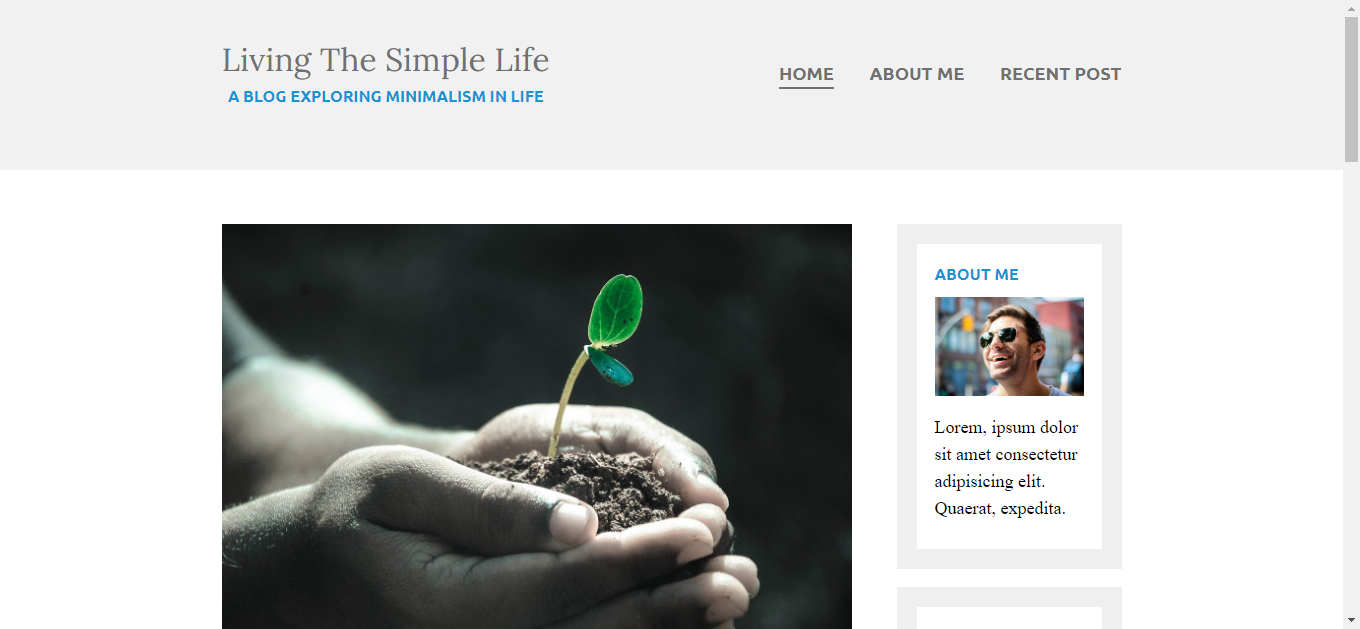 Living The Simple Life
A BLOG EXPLORING MINIMALISM IN LIFE
HOME ABOUT ME RECENT POST
ABOUT ME
Lorem, ipsum dolor
sit amet consectetur
adipisicing elit.
Quaerat, expedita.